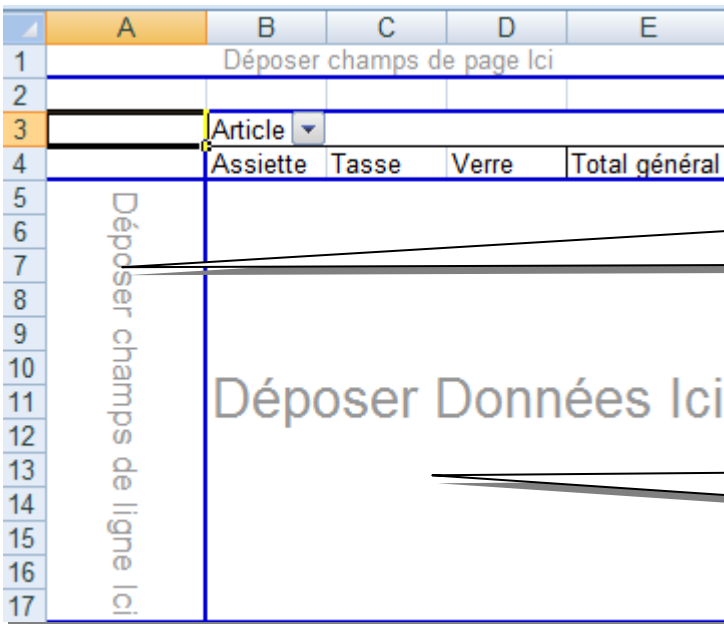 A B C D E
1 Déposer champs de page Ici
2
3 Article
4 Assiette Tasse Verre Total général
5
6
7
8
9
10
11
12
13
14
15
16
17
Déposer champs de ligne Ici
Déposer Données Ici